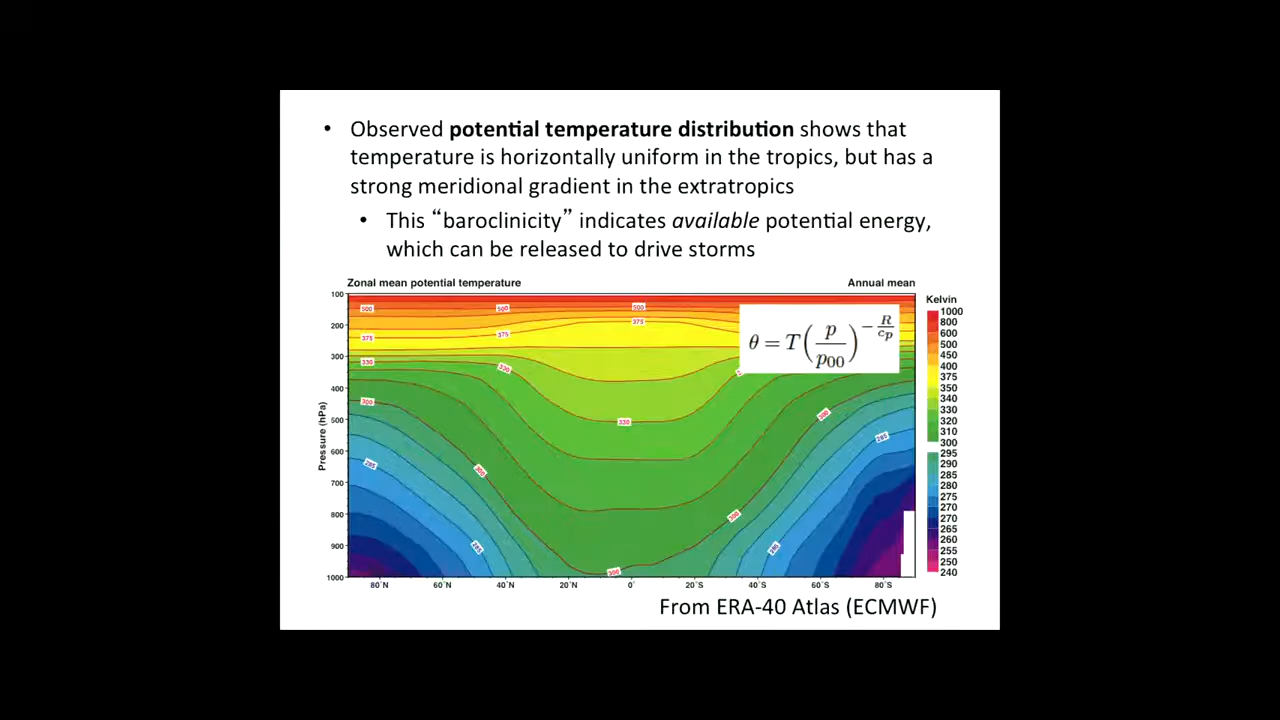 • Observed potential temperature distribution shows that
temperature is horizontally uniform in the tropics, but has a
strong meridional gradient in the extratropics
• This “baroclinicity” indicates available potential energy,
which can be released to drive storms
Zonal mean potential temperature
Annual mean
Kelvin
1000
800
600
500
450
400
375
350
340
330
320
310
300
295
290
285
280
275
270
265
260
255
250
240
Pressure (hPa)
100
200
300
400
500
600
700
800
900
1000
80°N 60°N 40°N 20°N 0° 20°S 40°S 60°S 80°S
500 500 500
375 375 375
330 330 330
300 300 300 300 300
285 285 285 285
θ = T(p/p00)^−R/cp
From ERA-40 Atlas (ECMWF)